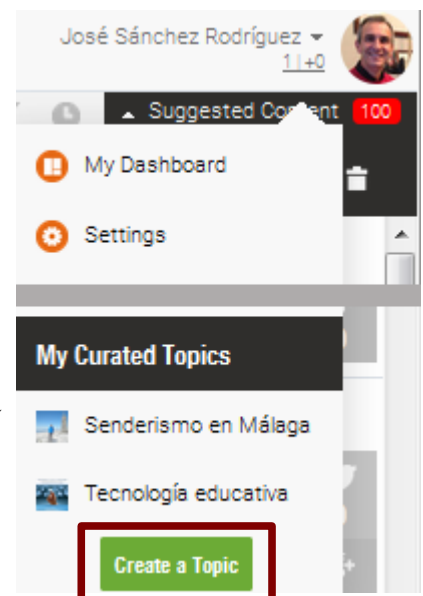 José Sánchez Rodríguez
1 | +0
Suggested Content 100
My Dashboard
Settings
My Curated Topics
Senderismo en Málaga
Tecnología educativa
Create a Topic